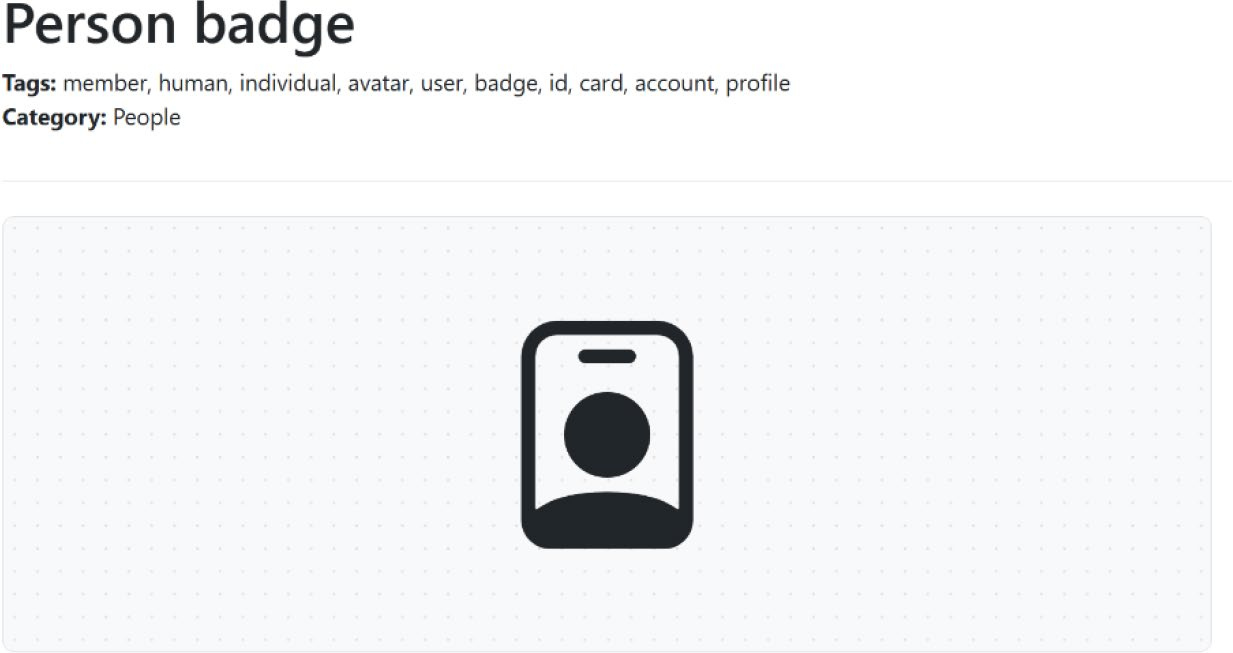 Person badge
Tags: member, human, individual, avatar, user, badge, id, card, account, profile
Category: People